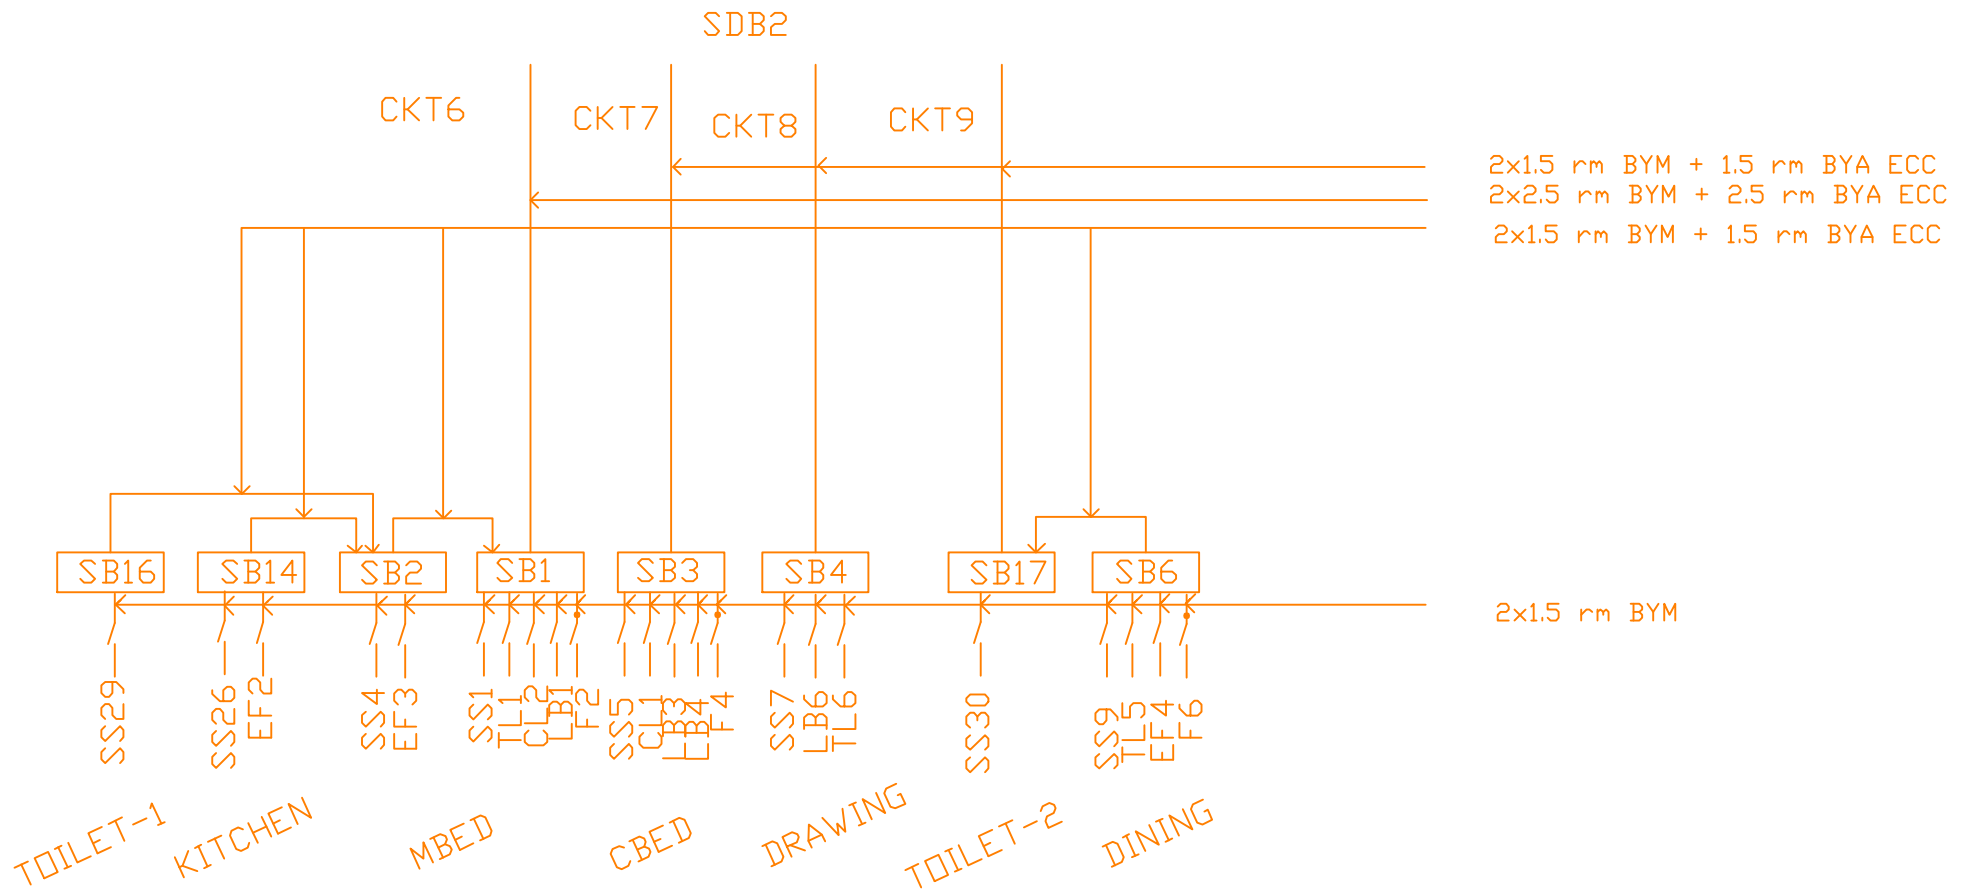 SDB2
CKT6
CKT7
CKT8
CKT9
2x1.5 rm BYM + 1.5 rm BYA ECC
2x2.5 rm BYM + 2.5 rm BYA ECC
2x1.5 rm BYM + 1.5 rm BYA ECC
SB16
SB14
SB2
SB1
SB3
SB4
SB17
SB6
2x1.5 rm BYM
SS29
SS26
EF2
SS4
EF3
SS1
TL1
CL2
LB1
F2
SS5
CL1
LB3
LB4
F4
SS7
LB6
TL6
SS30
SS9
TL5
EF4
F6
TOILET-1
KITCHEN
MBED
CBED
DRAWING
TOILET-2
DINING